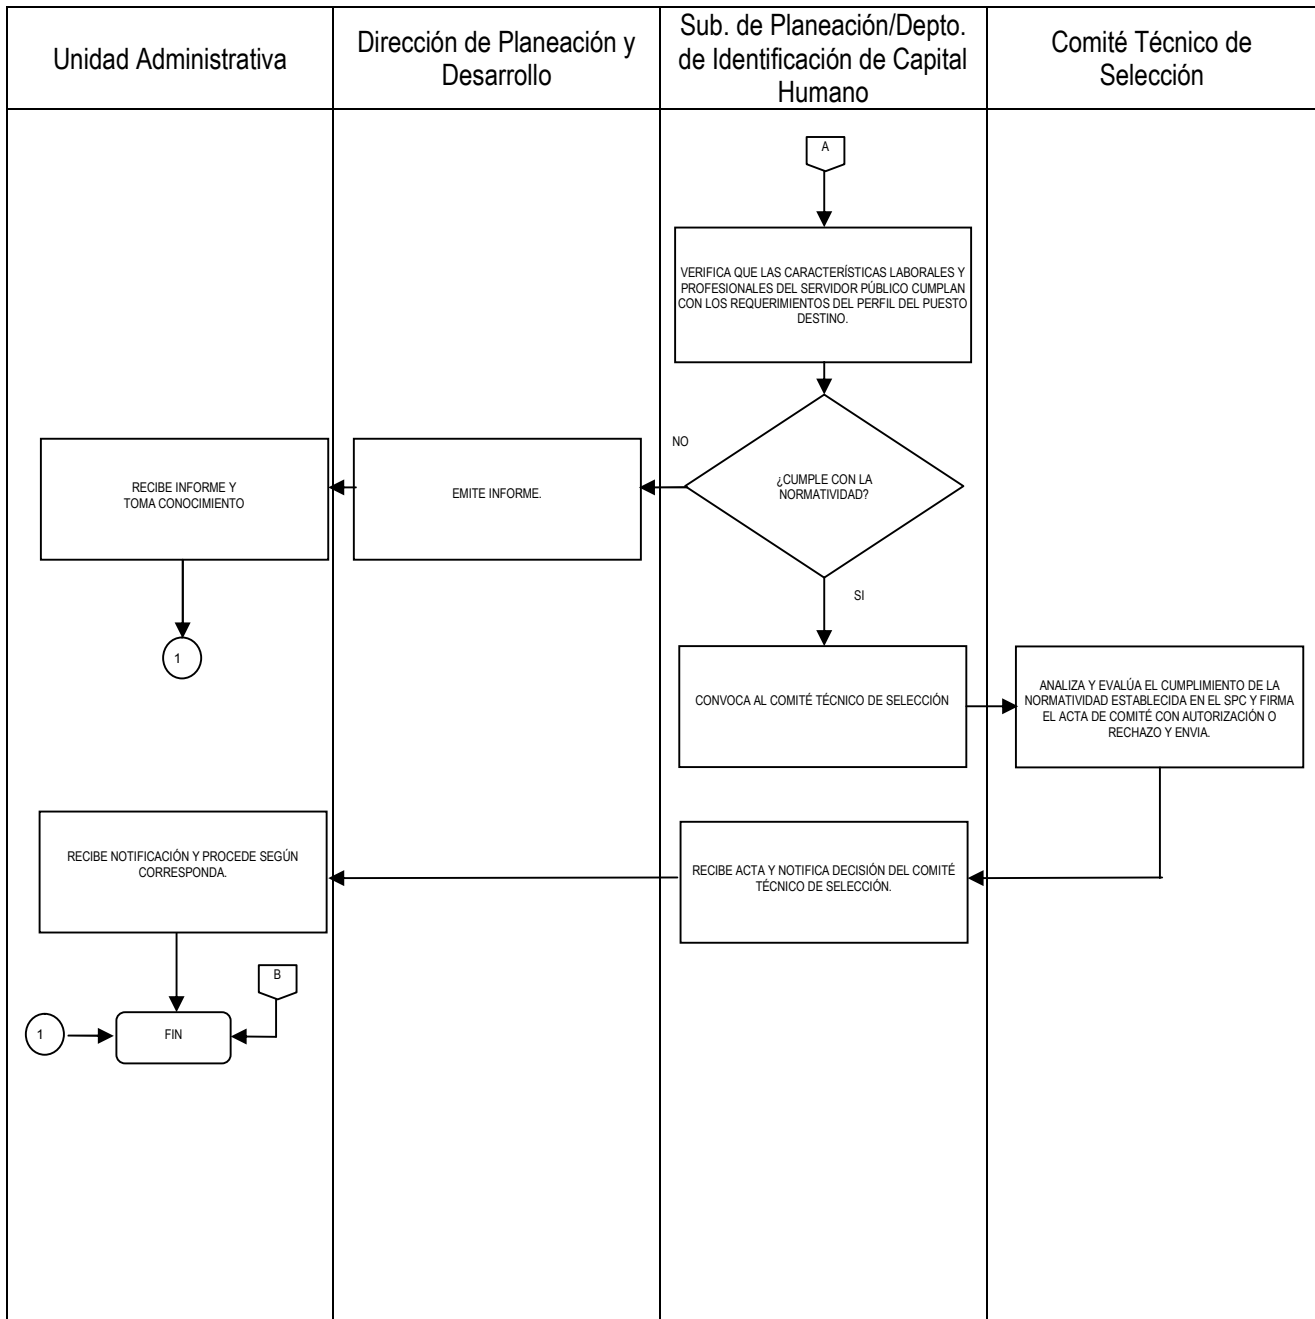 Unidad Administrativa
Dirección de Planeación y
Desarrollo
Sub. de Planeación/Depto.
de Identificación de Capital
Humano
Comité Técnico de
Selección
A
VERIFICA QUE LAS CARACTERÍSTICAS LABORALES Y
PROFESIONALES DEL SERVIDOR PÚBLICO CUMPLAN
CON LOS REQUERIMIENTOS DEL PERFIL DEL PUESTO
DESTINO.
NO
¿CUMPLE CON LA
NORMATIVIDAD?
EMITE INFORME.
RECIBE INFORME Y
TOMA CONOCIMIENTO
1
SI
CONVOCA AL COMITÉ TÉCNICO DE SELECCIÓN
ANALIZA Y EVALÚA EL CUMPLIMIENTO DE LA
NORMATIVIDAD ESTABLECIDA EN EL SPC Y FIRMA
EL ACTA DE COMITÉ CON AUTORIZACIÓN O
RECHAZO Y ENVIA.
RECIBE ACTA Y NOTIFICA DECISIÓN DEL COMITÉ
TÉCNICO DE SELECCIÓN.
RECIBE NOTIFICACIÓN Y PROCEDE SEGÚN
CORRESPONDA.
B
1
FIN